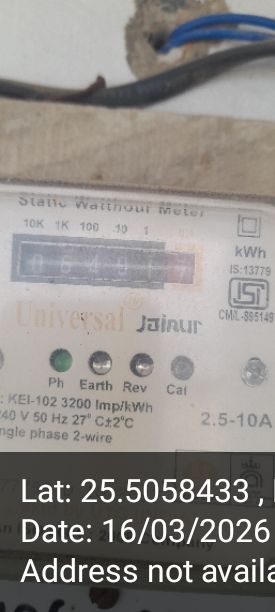 Static Watthour Meter
10K 1K 100 .10 1
kWh
IS:13779
ISI
CM/L-
Universal® Jainur
Ph Earth Rev Cal
: KEI-102 3200 Imp/kWh
240 V 50 Hz 27°C±2°C
ngle phase 2-wire
2.5-10A
Lat: 25.5058433 ,
Date: 16/03/2026
Address not availa